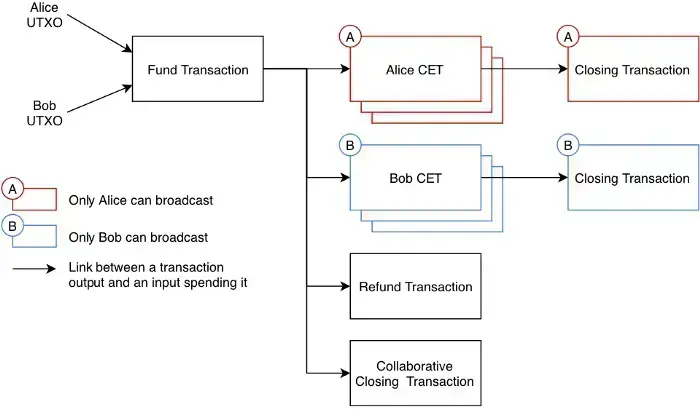 Alice
UTXO
Bob
UTXO
Fund Transaction
A
Alice CET
A
Closing Transaction
B
Bob CET
B
Closing Transaction
Refund Transaction
Collaborative
Closing Transaction
A
Only Alice can broadcast
B
Only Bob can broadcast
Link between a transaction
output and an input spending it